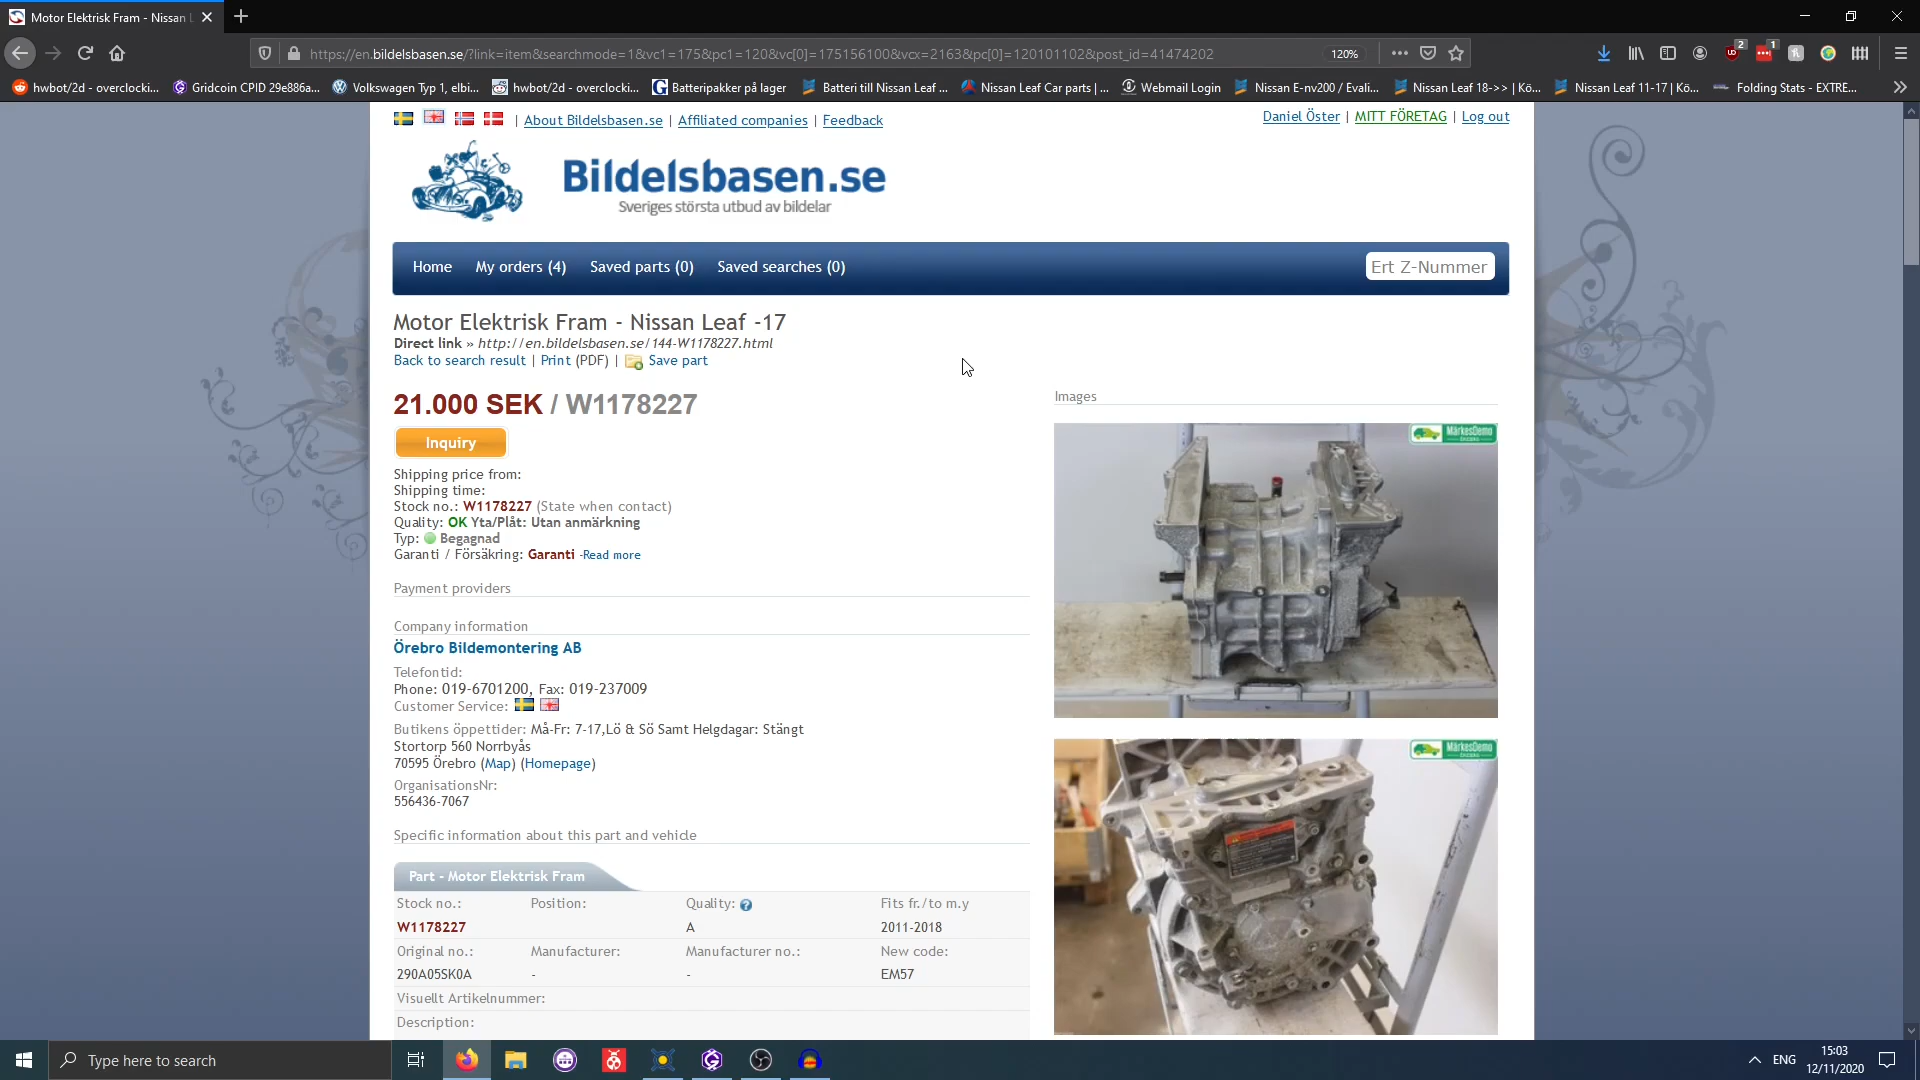 Motor Elektrisk Fram - Nissan L
https://en.bildelsbasen.se/?link=item&searchmode=1&vc1=175&pc1=120&vc[0]=175156100&vcx=2163&pc[0]=120101102&post_id=41474202
120%
2
1
hwbot/2d - overclocki...
Gridcoin CPID 29e886a...
Volkswagen Typ 1, elbi...
hwbot/2d - overclocki...
Batteripakker på lager
Batteri till Nissan Leaf ...
Nissan Leaf Car parts | ...
Webmail Login
Nissan E-nv200 / Evali...
Nissan Leaf 18->> | Kö...
Nissan Leaf 11-17 | Kö...
Folding Stats - EXTRE...
| About Bildelsbasen.se | Affiliated companies | Feedback
Daniel Öster | MITT FÖRETAG | Log out
Bildelsbasen.se
Sveriges största utbud av bildelar
Home My orders (4) Saved parts (0) Saved searches (0)
Ert Z-Nummer
Motor Elektrisk Fram - Nissan Leaf -17
Direct link » http://en.bildelsbasen.se/144-W1178227.html
Back to search result | Print (PDF) | Save part
21.000 SEK / W1178227
Inquiry
Shipping price from:
Shipping time:
Stock no.: W1178227 (State when contact)
Quality: OK Yta/Plåt: Utan anmärkning
Typ: Begagnad
Garanti / Försäkring: Garanti -Read more
Payment providers
Company information
Örebro Bildemontering AB
Telefontid:
Phone: 019-6701200, Fax: 019-237009
Customer Service:
Butikens öppettider: Må-Fr: 7-17,Lö & Sö Samt Helgdagar: Stängt
Stortorp 560 Norrbyås
70595 Örebro (Map) (Homepage)
OrganisationsNr:
556436-7067
Specific information about this part and vehicle
Part - Motor Elektrisk Fram
Stock no.: Position: Quality: Fits fr./to m.y
W1178227 A 2011-2018
Original no.: Manufacturer: Manufacturer no.: New code:
290A05SK0A - - EM57
Visuellt Artikelnummer:
Description:
Images
MärkesDemo
MärkesDemo
Type here to search
ENG
15:03
12/11/2020